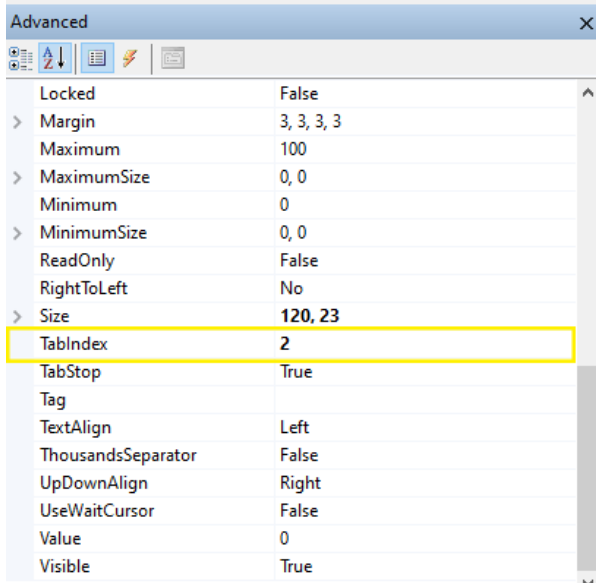 Advanced
Locked False
Margin 3, 3, 3, 3
Maximum 100
MaximumSize 0, 0
Minimum 0
MinimumSize 0, 0
ReadOnly False
RightToLeft No
Size 120, 23
TabIndex 2
TabStop True
Tag
TextAlign Left
ThousandsSeparator False
UpDownAlign Right
UseWaitCursor False
Value 0
Visible True